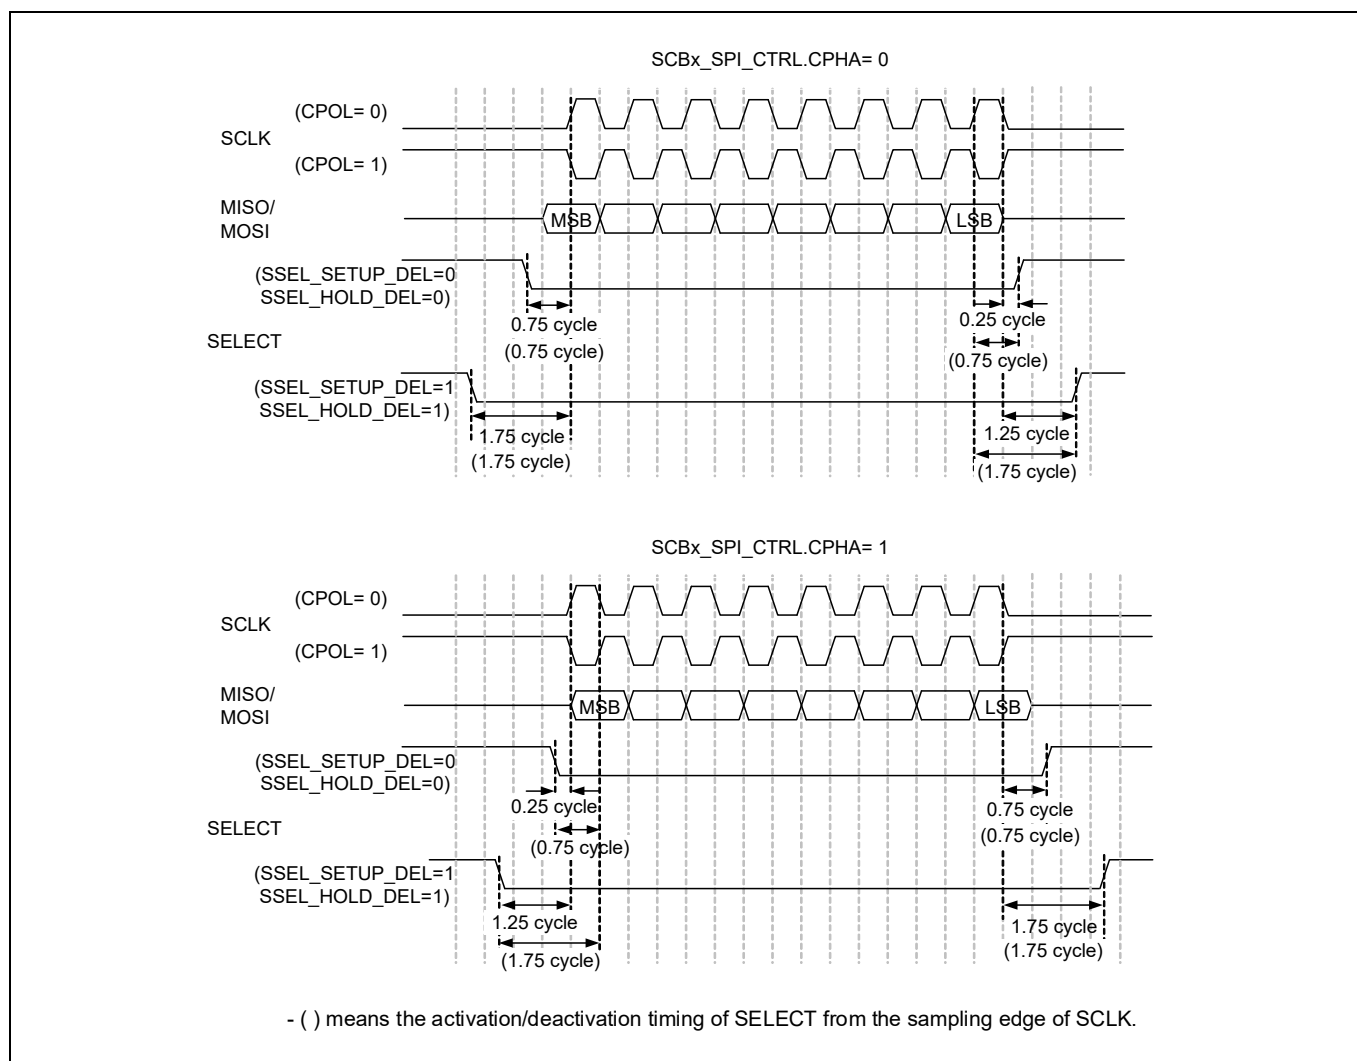 SCBx_SPI_CTRL.CPHA= 0
(CPOL= 0)
SCLK
(CPOL= 1)
MISO/
MOSI
MSB
LSB
(SSEL_SETUP_DEL=0
SSEL_HOLD_DEL=0)
0.75 cycle
(0.75 cycle)
0.25 cycle
(0.75 cycle)
SELECT
(SSEL_SETUP_DEL=1
SSEL_HOLD_DEL=1)
1.75 cycle
(1.75 cycle)
1.25 cycle
(1.75 cycle)
SCBx_SPI_CTRL.CPHA= 1
(CPOL= 0)
SCLK
(CPOL= 1)
MISO/
MOSI
MSB
LSB
(SSEL_SETUP_DEL=0
SSEL_HOLD_DEL=0)
0.25 cycle
(0.75 cycle)
0.75 cycle
(0.75 cycle)
SELECT
(SSEL_SETUP_DEL=1
SSEL_HOLD_DEL=1)
1.25 cycle
(1.75 cycle)
1.75 cycle
(1.75 cycle)
- ( ) means the activation/deactivation timing of SELECT from the sampling edge of SCLK.